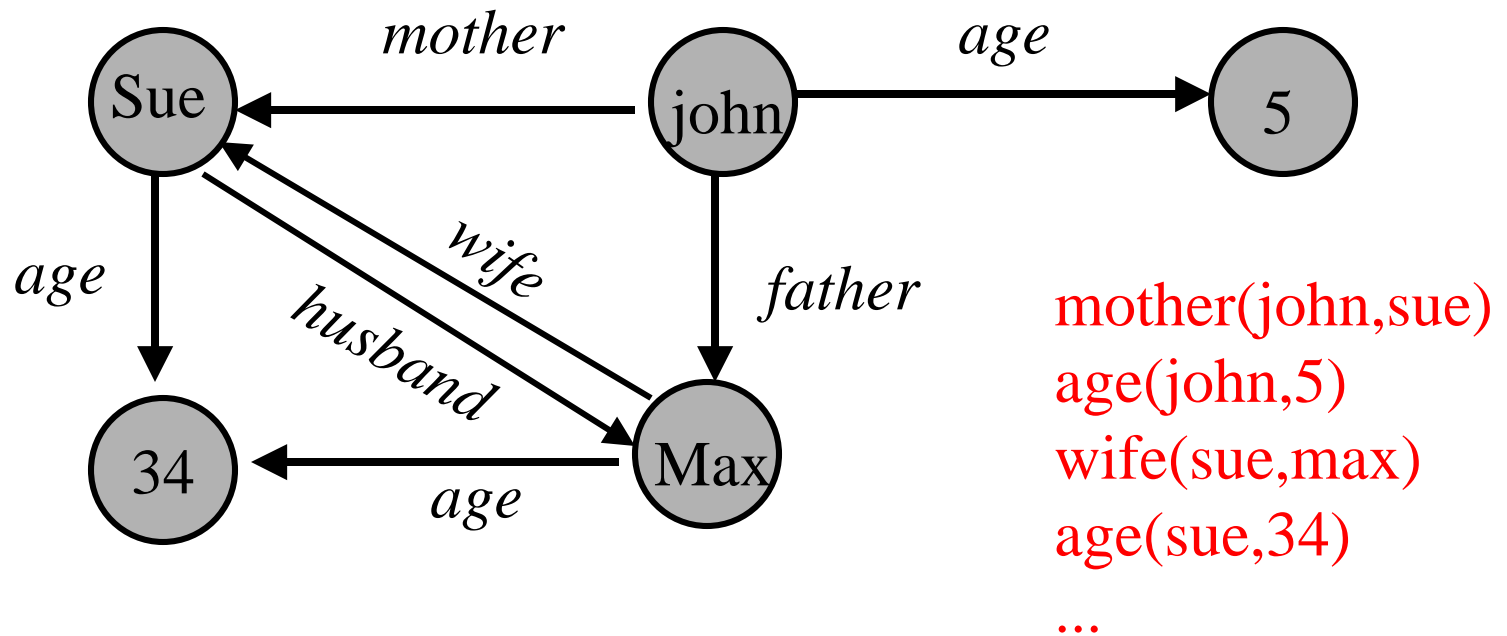 mother
age
Sue
john
5
wife
age
husband
father
34
Max
age
mother(john,sue)
age(john,5)
wife(sue,max)
age(sue,34)
...